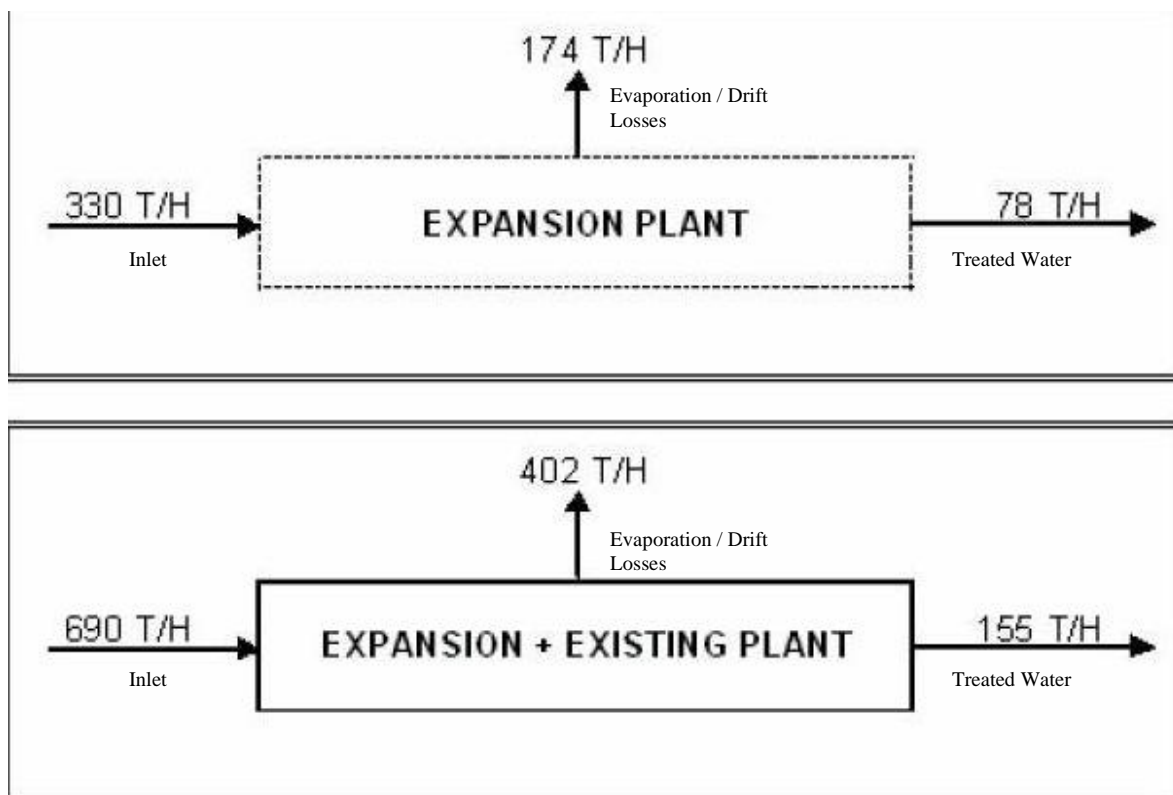 174 T/H
Evaporation / Drift
Losses
330 T/H
EXPANSION PLANT
78 T/H
Inlet
Treated Water
402 T/H
Evaporation / Drift
Losses
690 T/H
EXPANSION + EXISTING PLANT
155 T/H
Inlet
Treated Water